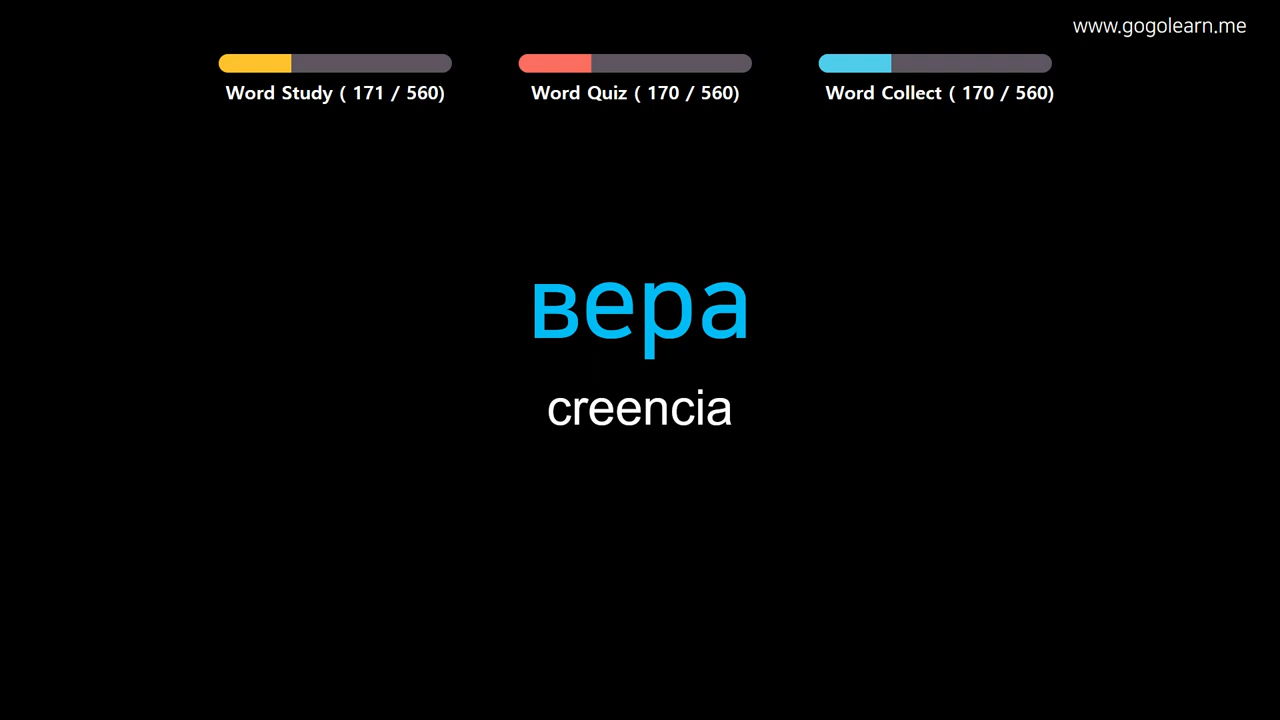 www.gogolearn.me
Word Study ( 171 / 560)
Word Quiz ( 170 / 560)
Word Collect ( 170 / 560)
вера
creencia